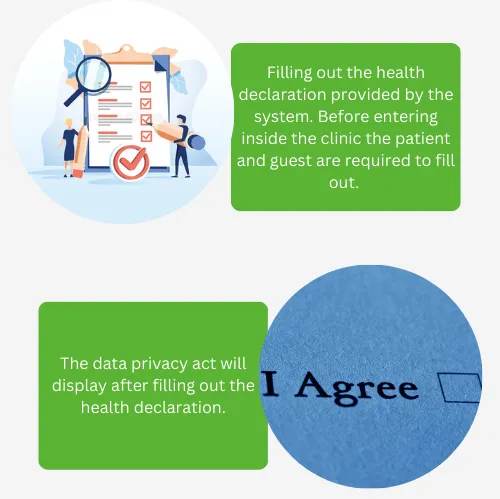 Filling out the health
declaration provided by the
system. Before entering
inside the clinic the patient
and guest are required to fill
out.
The data privacy act will
display after filling out the
health declaration.
I Agree